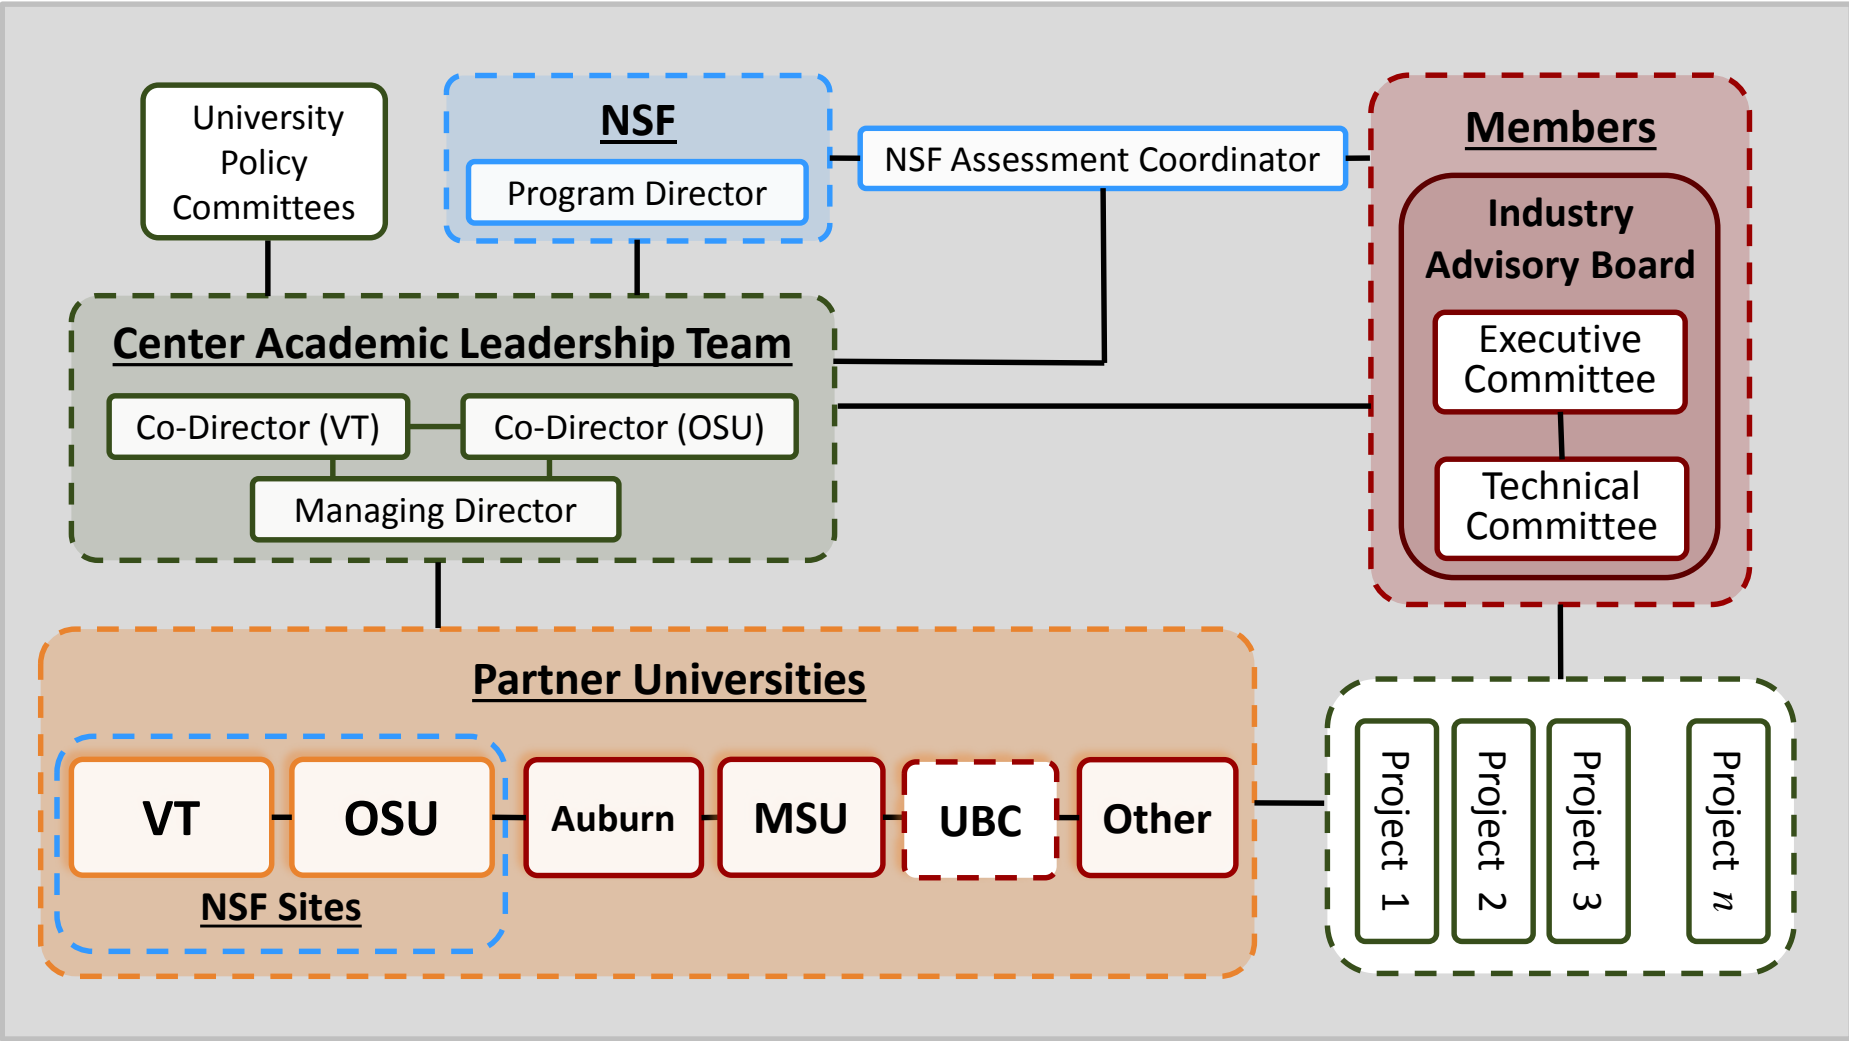 University
Policy
Committees
NSF
Program Director
NSF Assessment Coordinator
Members
Industry
Advisory Board
Executive
Committee
Technical
Committee
Center Academic Leadership Team
Co-Director (VT)
Co-Director (OSU)
Managing Director
Partner Universities
VT
OSU
Auburn
MSU
UBC
Other
NSF Sites
Project 1
Project 2
Project 3
Project n